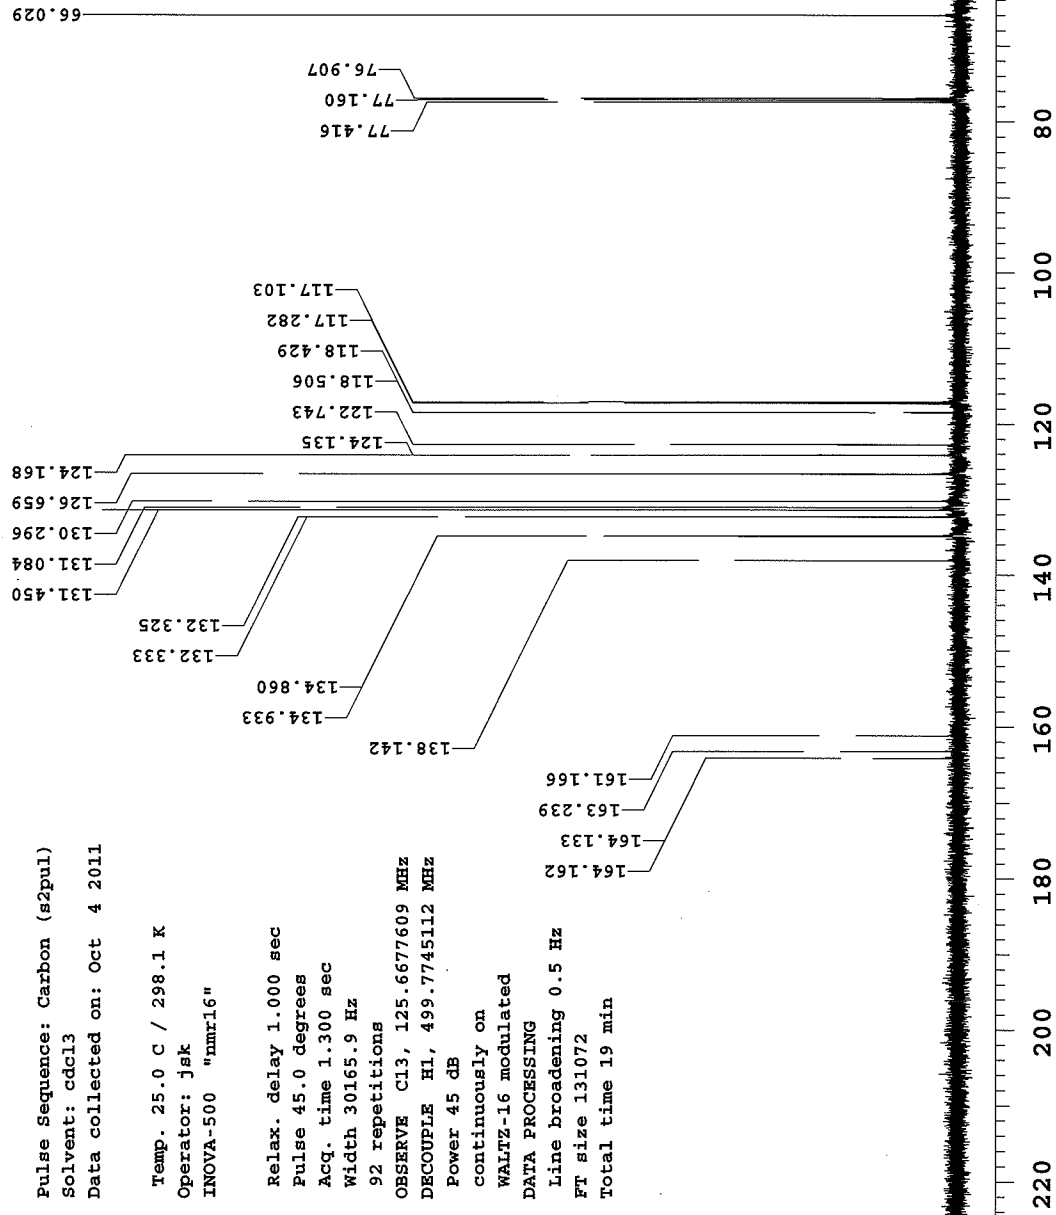 Pulse Sequence: Carbon (s2pul)
Solvent: cdcl3
Data collected on: Oct  4 2011
Temp. 25.0 C / 298.1 K
Operator: jsk
INOVA-500  "nmr16"
Relax. delay 1.000 sec
Pulse 45.0 degrees
Acq. time 1.300 sec
Width 30165.9 Hz
92 repetitions
OBSERVE  C13, 125.6677609 MHz
DECOUPLE  H1, 499.7745112 MHz
Power 45 dB
continuously on
WALTZ-16 modulated
DATA PROCESSING
Line broadening 0.5 Hz
FT size 131072
Total time 19 min
164.162
164.133
163.239
161.166
138.142
134.933
134.860
132.333
132.325
131.450
131.084
130.296
126.659
124.168
124.135
122.743
118.506
118.429
117.282
117.103
77.416
77.160
76.907
66.029
220
200
180
160
140
120
100
80